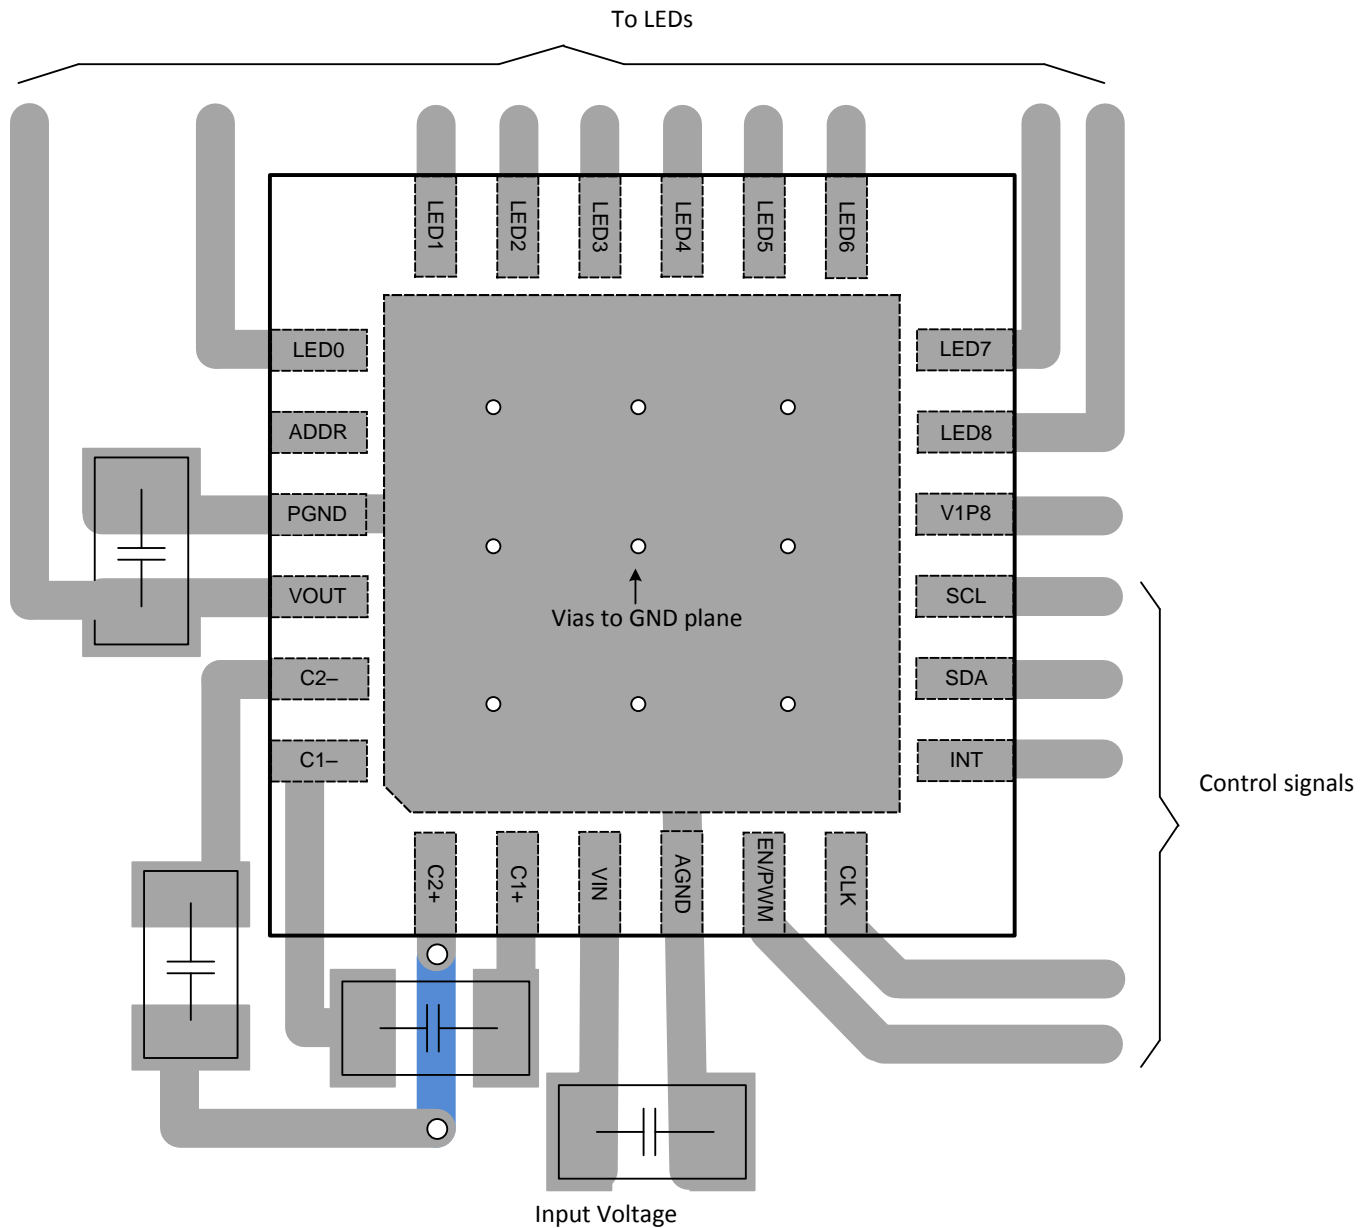 To LEDs
LED1
LED2
LED3
LED4
LED5
LED6
LED0
LED7
ADDR
LED8
PGND
V1P8
VOUT
SCL
Vias to GND plane
C2–
SDA
C1–
INT
Control signals
C2+
C1+
VIN
AGND
EN/PWM
CLK
Input Voltage